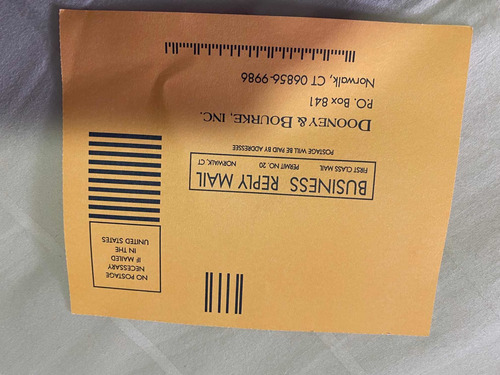 NO POSTAGE
NECESSARY
IF MAILED
IN THE
UNITED STATES
BUSINESS REPLY MAIL
FIRST CLASS MAIL PERMIT NO. 20 NORWALK, CT
POSTAGE WILL BE PAID BY ADDRESSEE
DOONEY & BOURKE, INC.
P.O. Box 841
Norwalk, CT 06856-9986